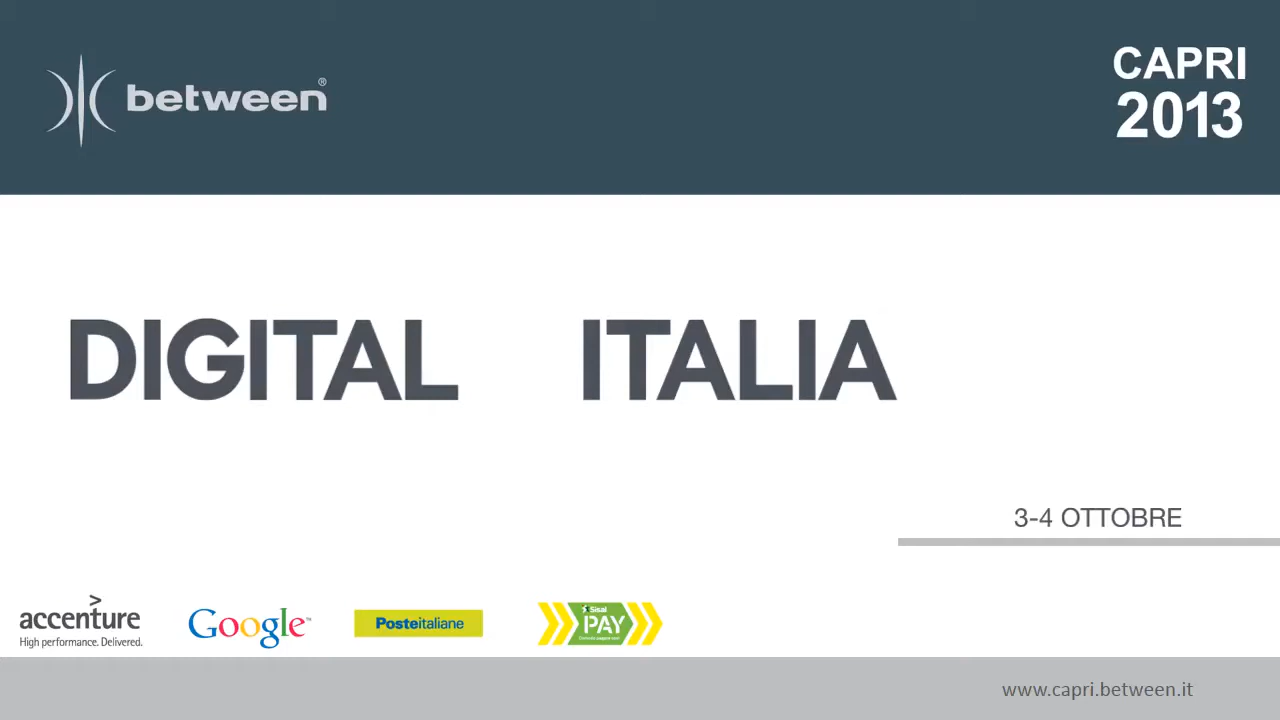 between®
CAPRI
2013
DIGITAL ITALIA
3-4 OTTOBRE
accenture
High performance. Delivered.
Google™
Posteitaliane
Sisal
PAY
www.capri.between.it